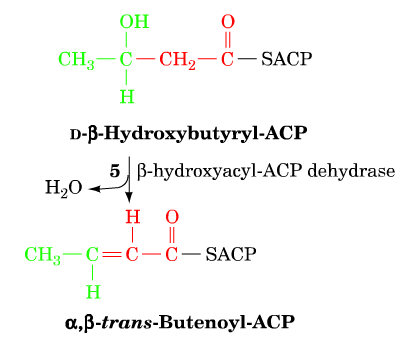 OH O
CH₃—C—CH₂—C—SACP
H
D-β-Hydroxybutyryl-ACP
5 β-hydroxyacyl-ACP dehydrase
H₂O
H O
CH₃—C=C—C—SACP
H
α,β-trans-Butenoyl-ACP